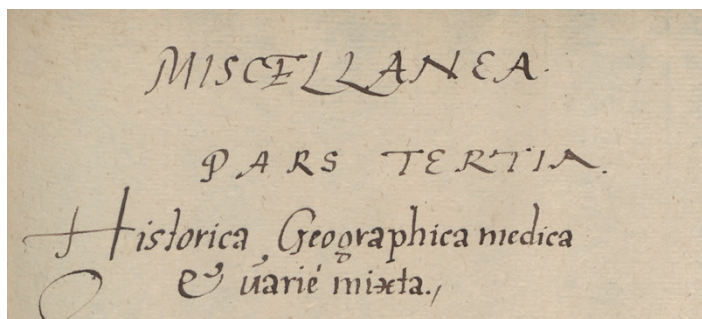 MISCELLANEA.
PARS TERTIA.
Historica, Geographica medica
& uarié mixta.,